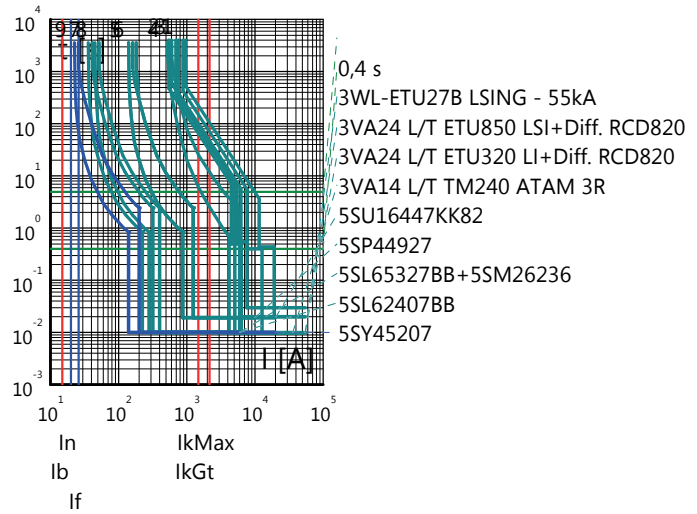 10 4
10 3
10 2
10 1
10 0
10 -1
10 -2
10 -3
I [A]
10 1
10 2
10 3
10 4
10 5
In
IkMax
Ib
IkGt
If
0,4 s
3WL-ETU27B LSING - 55kA
3VA24 L/T ETU850 LSI+Diff. RCD820
3VA24 L/T ETU320 LI+Diff. RCD820
3VA14 L/T TM240 ATAM 3R
5SU16447KK82
5SP44927
5SL65327BB+5SM26236
5SL62407BB
5SY45207